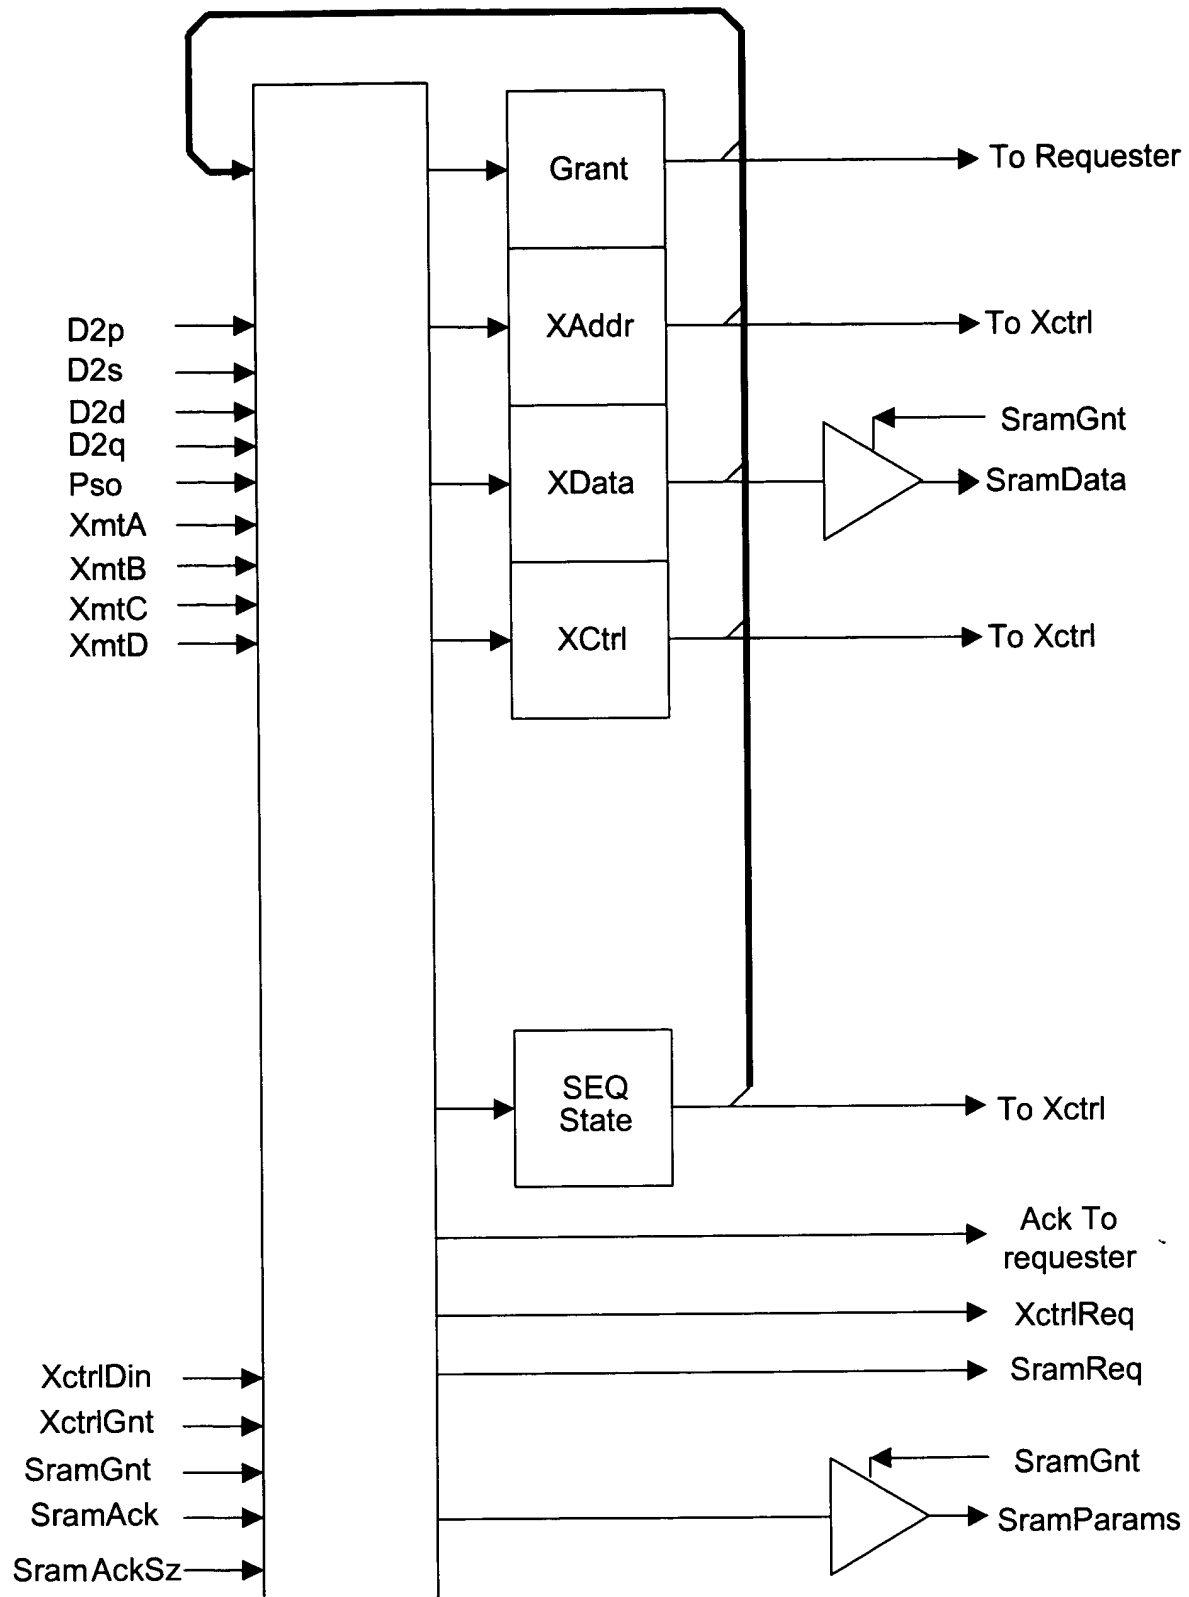 Grant
To Requester
D2p
XAddr
To Xctrl
D2s
D2d
SramGnt
D2q
Pso
XData
SramData
XmtA
XmtB
XmtC
XmtD
XCtrl
To Xctrl
SEQ
State
To Xctrl
Ack To
requester
XctrlReq
SramReq
XctrlDin
XctrlGnt
SramGnt
SramGnt
SramAck
SramParams
SramAckSz